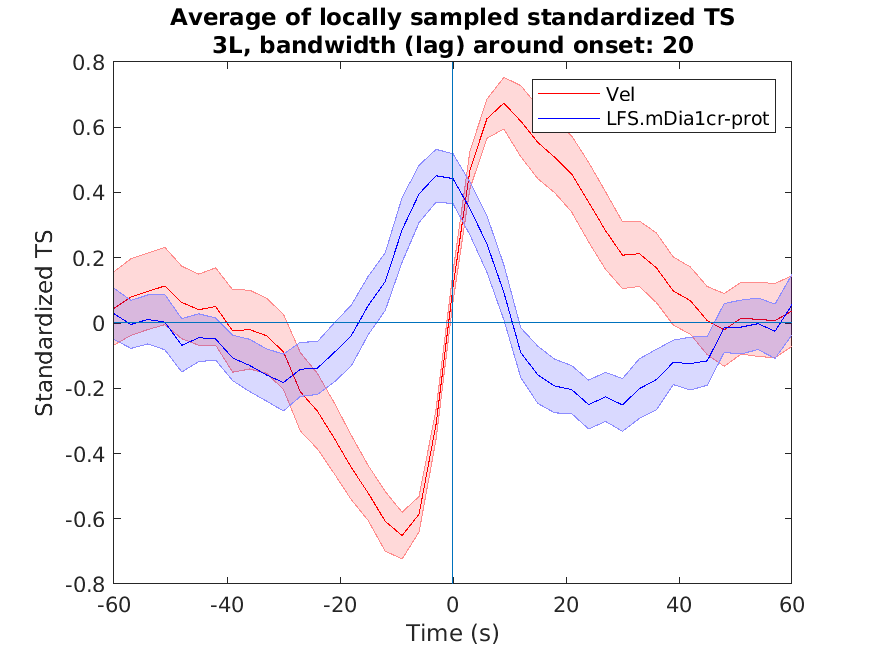 Average of locally sampled standardized TS
3L, bandwidth (lag) around onset: 20
Vel
LFS.mDia1cr-prot
0.8
0.6
0.4
0.2
0
-0.2
-0.4
-0.6
-0.8
Standardized TS
-60
-40
-20
0
20
40
60
Time (s)